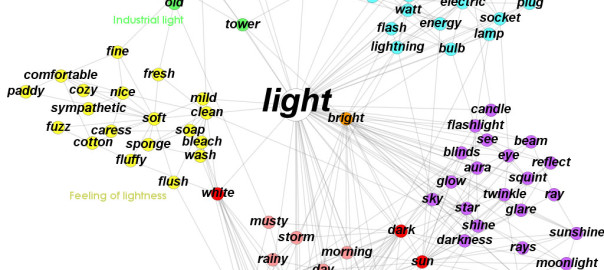 old
Industrial light
tower
watt
electric
plug
energy
socket
flash
lamp
lightning
bulb
fine
comfortable
fresh
paddy
cozy
nice
mild
sympathetic
clean
light
bright
fuzz
caress
soft
soap
cotton
sponge
bleach
fluffy
wash
flush
Feeling of lightness
white
candle
flashlight
see
beam
blinds
eye
reflect
aura
squint
glow
twinkle
ray
sky
star
glare
musty
storm
dark
shine
sunshine
darkness
rays
morning
rainy
sun
moonlight
day